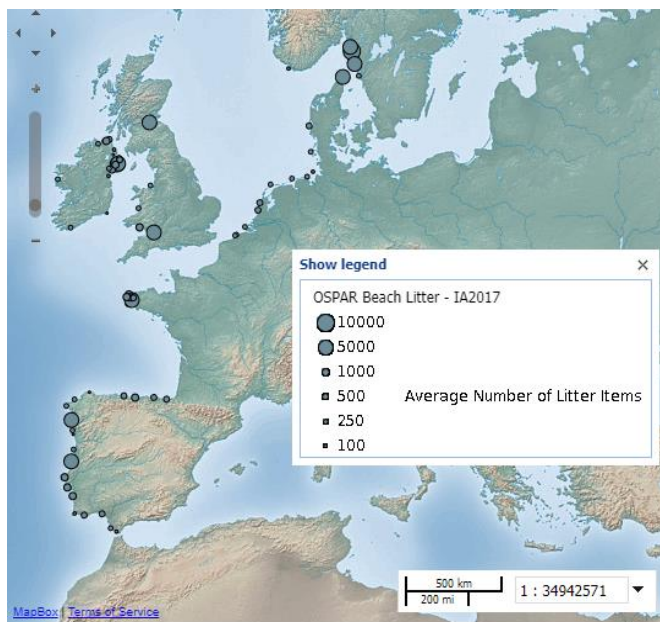 Show legend
OSPAR Beach Litter - IA2017
10000
5000
1000
500 Average Number of Litter Items
250
100
500 km
200 mi
1 : 34942571
MapBox | Terms of Service